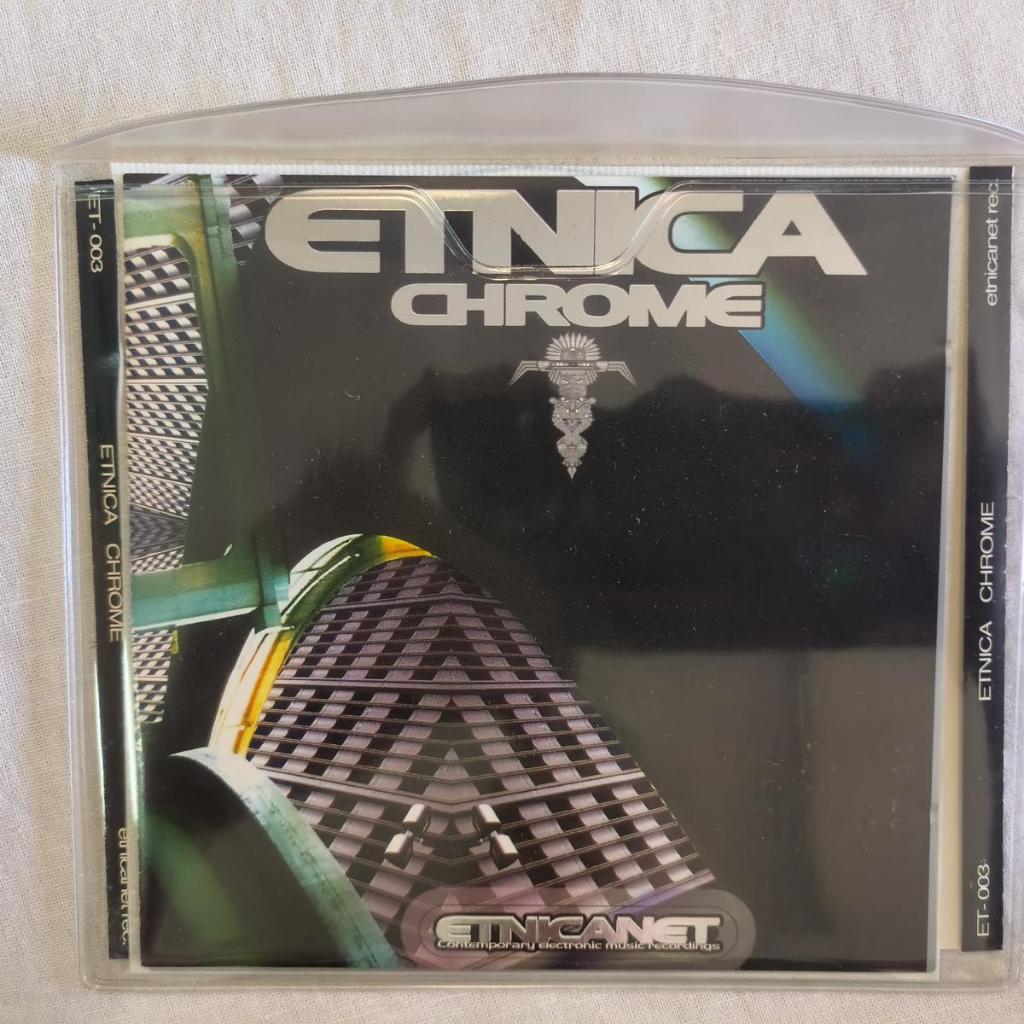 ETNICA
CHROME
ET - 003
ETNICA CHROME
etnicanet rec.
etnicanet rec.
ETNICA CHROME
ET - 003
ETNICANET
Contemporary electronic music recordings